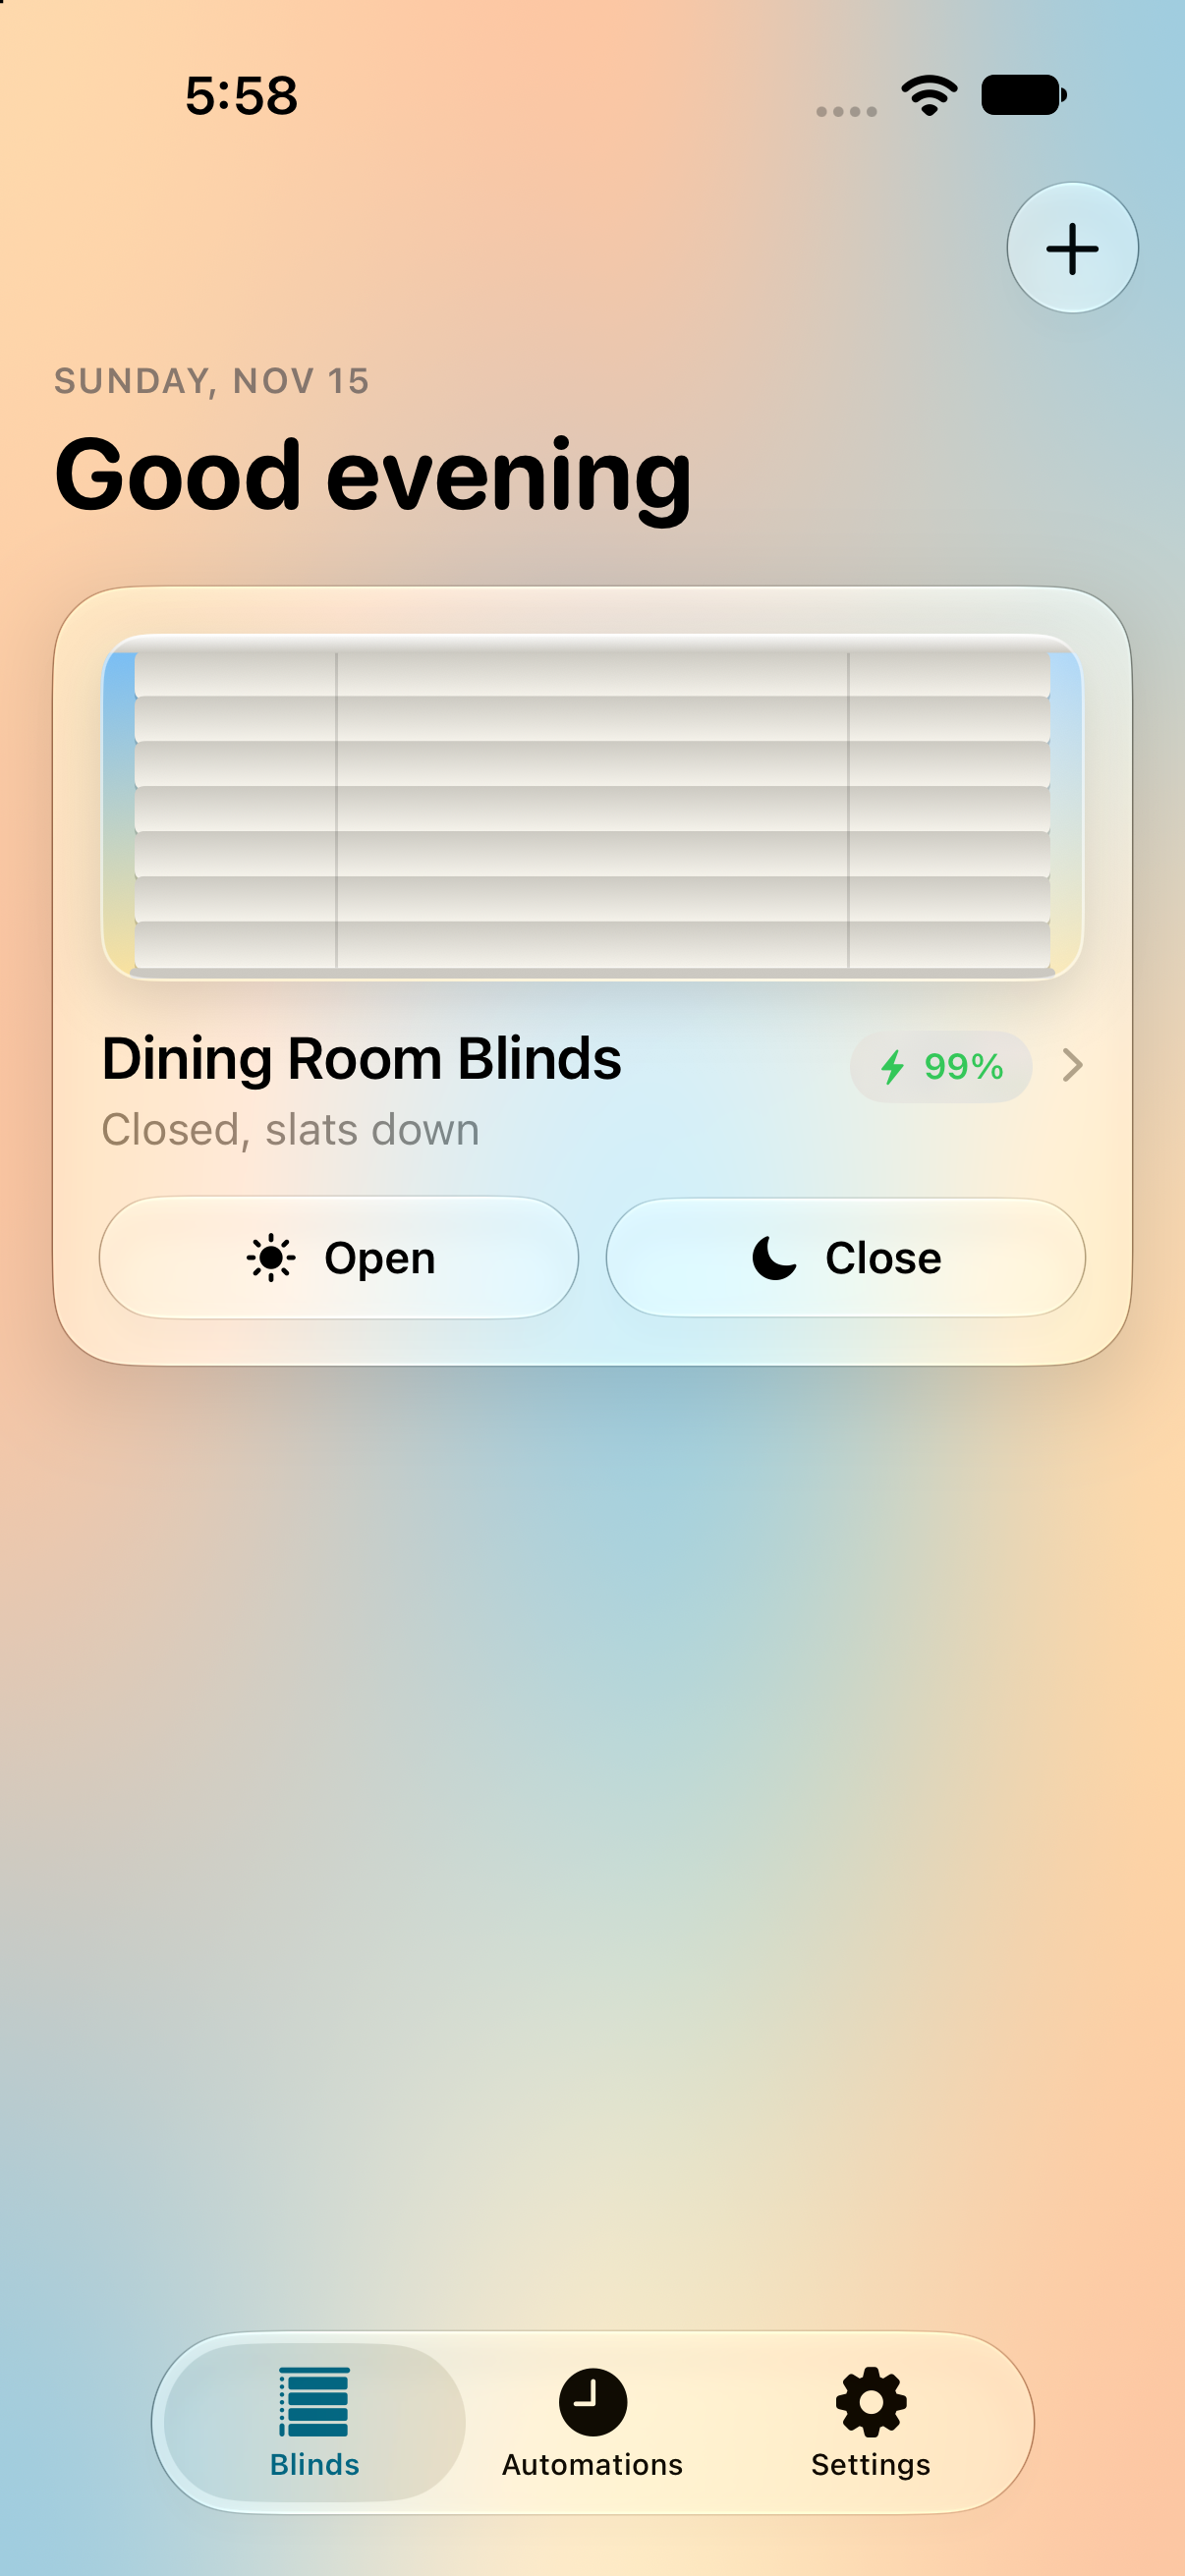 5:58
SUNDAY, NOV 15
Good evening
Dining Room Blinds
99%
Closed, slats down
Open
Close
Blinds
Automations
Settings